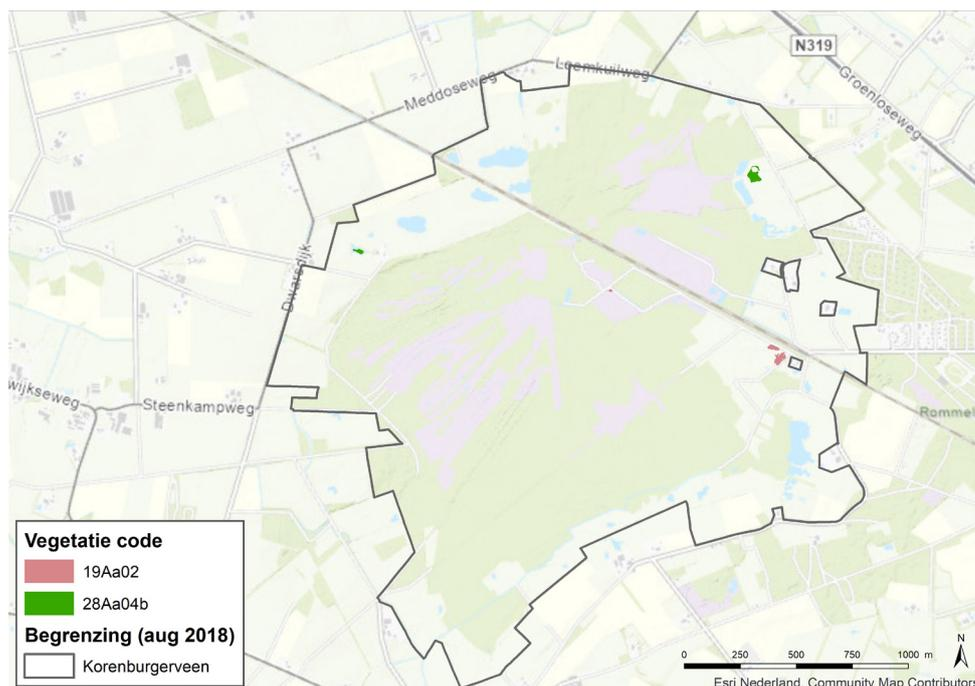 N319
Groenloseweg
Leemkuilweg
Meddoseweg
Dwarsdijk
wijkseweg
Steenkampweg
Rommel
Vegetatie code
19Aa02
28Aa04b
Begrenzing (aug 2018)
Korenburgerveen
N
0 250 500 750 1000 m
Esri Nederland, Community Map Contributors